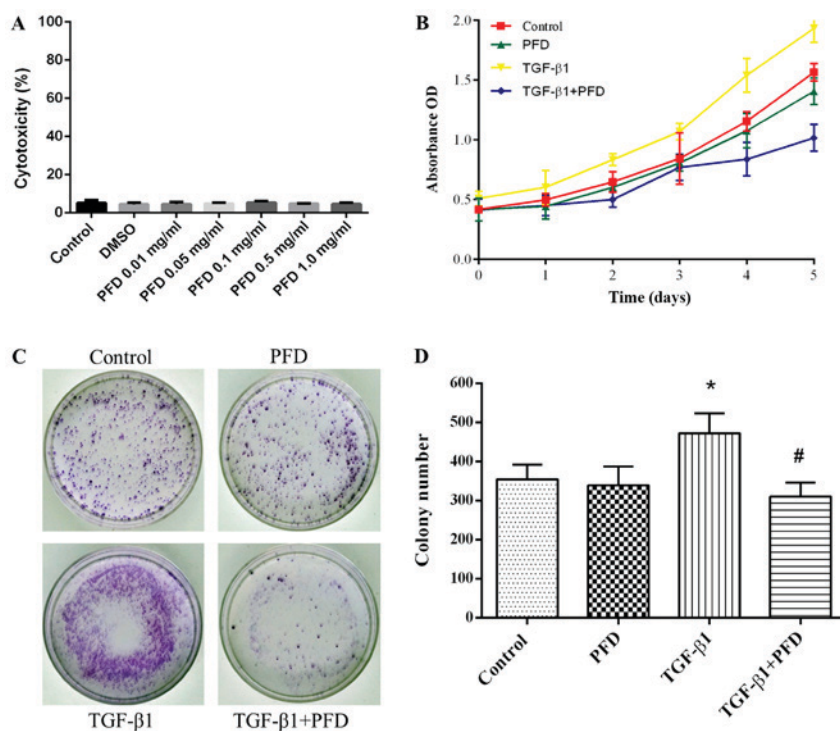 A
Cytotoxicity (%)
100
80
60
40
20
0
Control
DMSO
PFD 0.01 mg/ml
PFD 0.05 mg/ml
PFD 0.1 mg/ml
PFD 0.5 mg/ml
PFD 1.0 mg/ml
B
Absorbance OD
2.0
1.5
1.0
0.5
0.0
Control
PFD
TGF-β1
TGF-β1+PFD
0 1 2 3 4 5
Time (days)
C
Control PFD
TGF-β1 TGF-β1+PFD
D
Colony number
600
500
400
300
200
100
0
*
#
Control
PFD
TGF-β1
TGF-β1+PFD